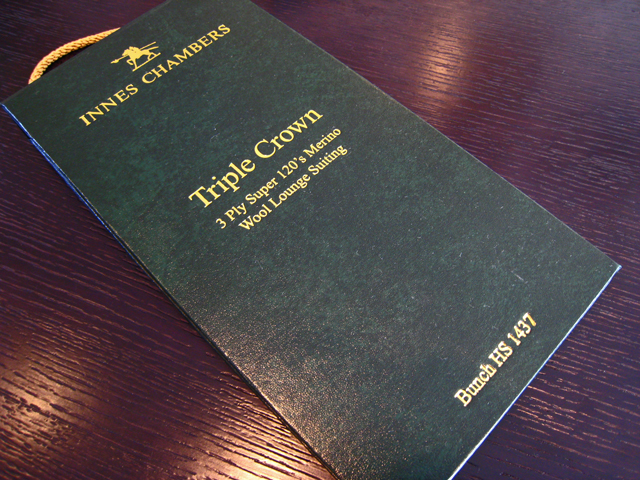 INNES CHAMBERS
Triple Crown
3 Ply Super 120's Merino
Wool Lounge Suiting
Bunch HS 1437